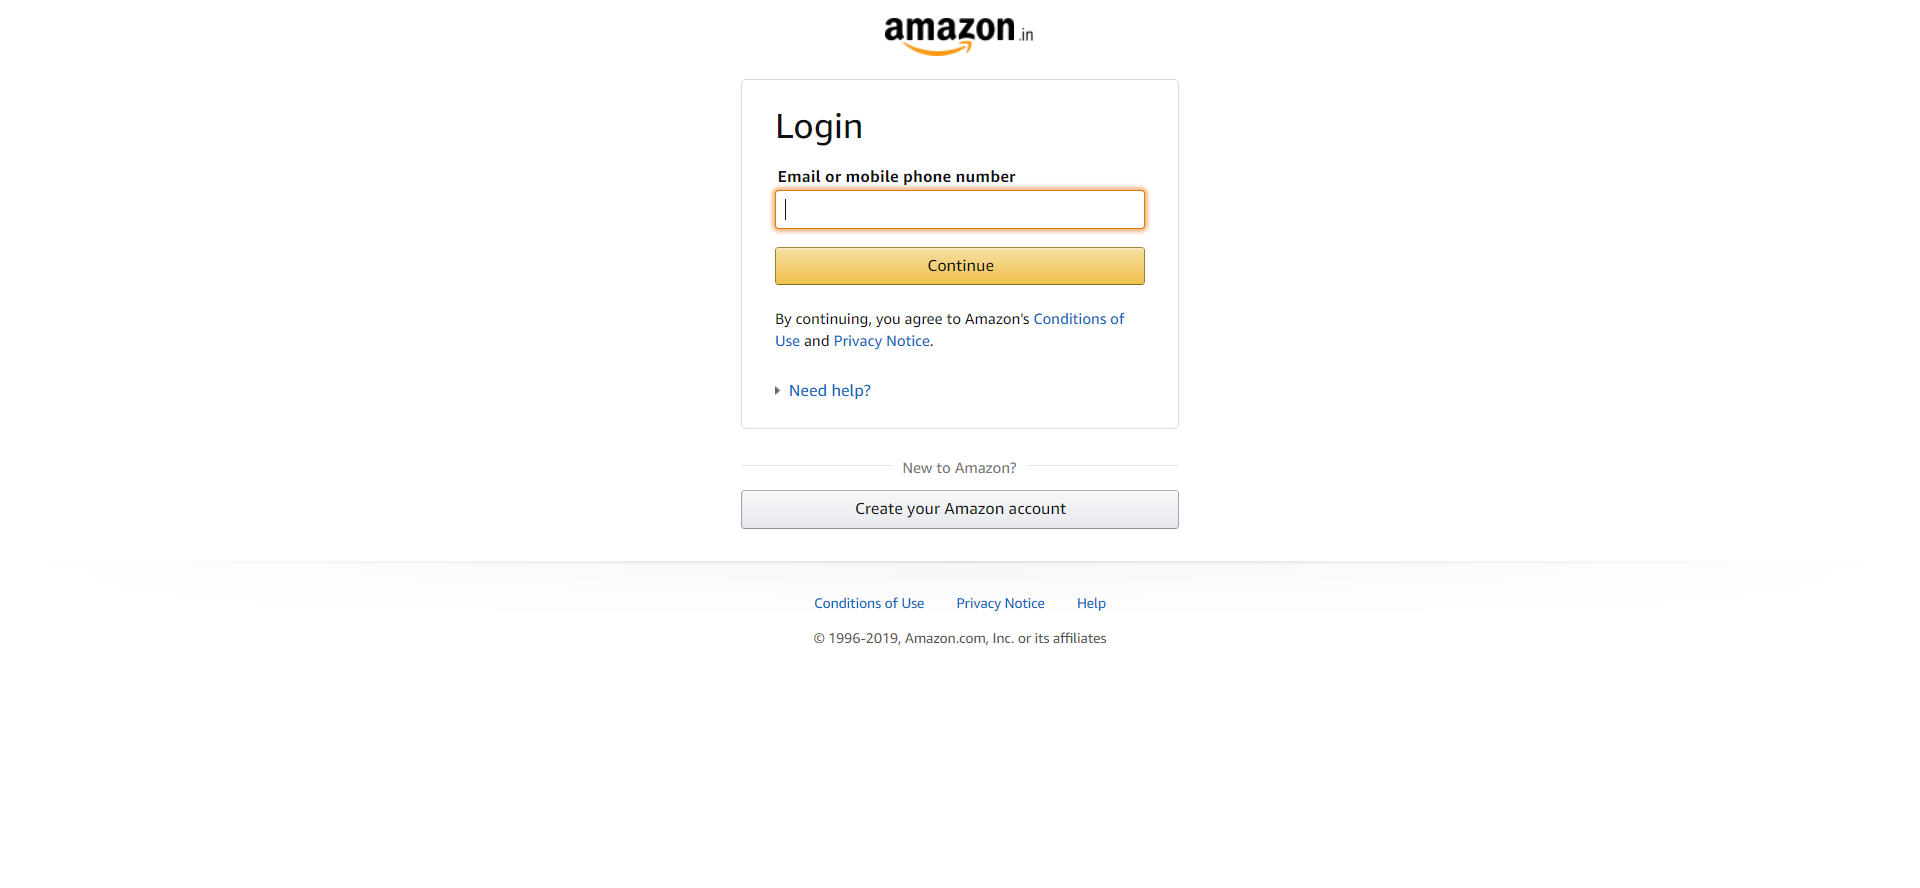 amazon.in
Login
Email or mobile phone number
Continue
By continuing, you agree to Amazon's Conditions of
Use and Privacy Notice.
Need help?
New to Amazon?
Create your Amazon account
Conditions of Use Privacy Notice Help
© 1996-2019, Amazon.com, Inc. or its affiliates